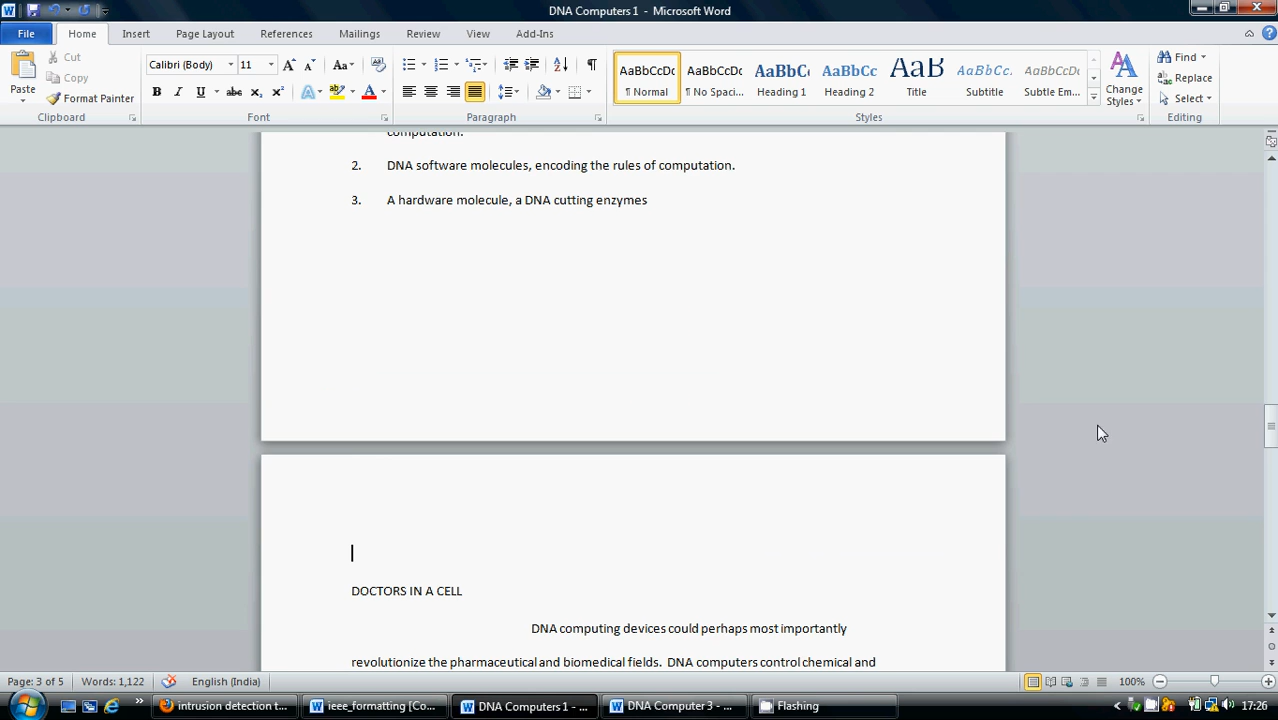 DNA Computers 1 - Microsoft Word
File Home Insert Page Layout References Mailings Review View Add-Ins
Paste
Cut
Copy
Format Painter
Clipboard
Calibri (Body) 11
Font
Paragraph
AaBbCcDc AaBbCcDc AaBbCc AaBbCc AaB AaBbCc. AaBbCcDc
¶ Normal ¶ No Spaci... Heading 1 Heading 2 Title Subtitle Subtle Em...
Change Styles
Styles
Find
Replace
Select
Editing
computation.
2. DNA software molecules, encoding the rules of computation.
3. A hardware molecule, a DNA cutting enzymes
DOCTORS IN A CELL
DNA computing devices could perhaps most importantly
revolutionize the pharmaceutical and biomedical fields. DNA computers control chemical and
Page: 3 of 5 Words: 1,122 English (India) 100%
intrusion detection t... ieee_formatting [Co... DNA Computers 1 - ... DNA Computer 3 - ... Flashing 17:26